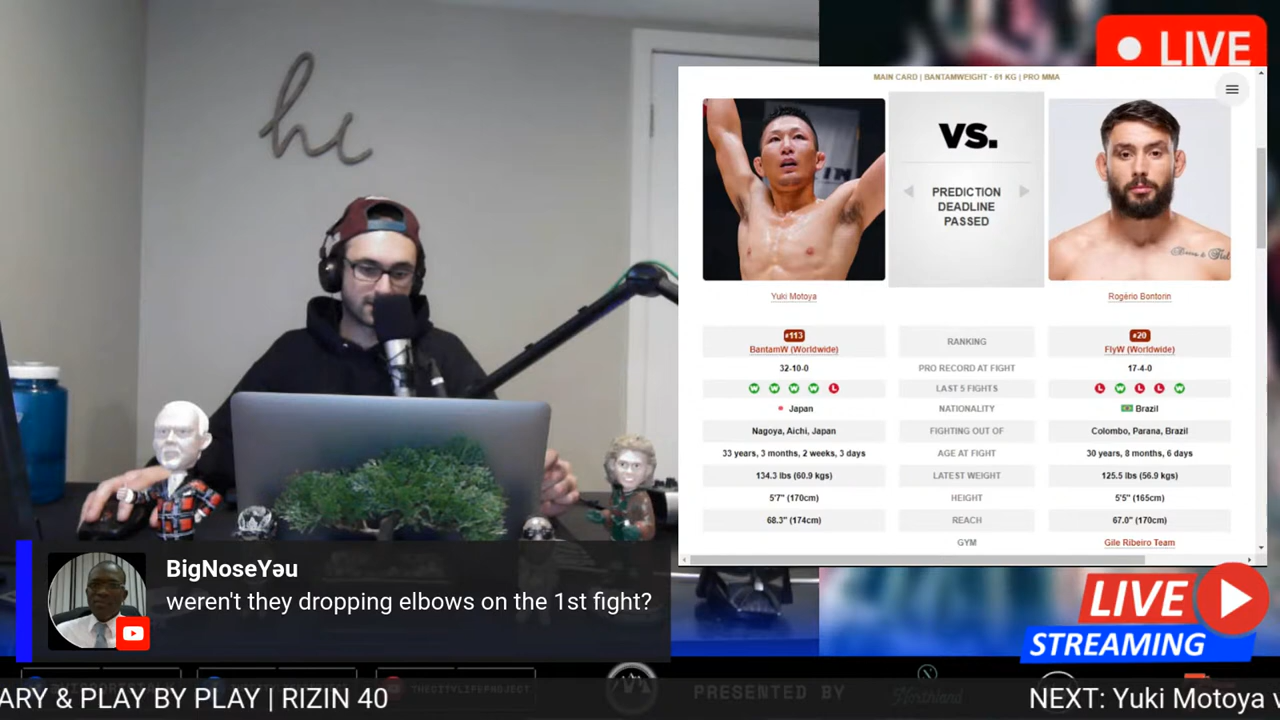 hi
LIVE
MAIN CARD | BANTAMWEIGHT · 61 KG | PRO MMA
VS.
PREDICTION
DEADLINE
PASSED
Yuki Motoya
Rogério Bontorin
#113
BantamW (Worldwide)
RANKING
#20
FlyW (Worldwide)
32-10-0
PRO RECORD AT FIGHT
17-4-0
W W W W L
LAST 5 FIGHTS
L W L L W
Japan
NATIONALITY
Brazil
Nagoya, Aichi, Japan
FIGHTING OUT OF
Colombo, Parana, Brazil
33 years, 3 months, 2 weeks, 3 days
AGE AT FIGHT
30 years, 8 months, 6 days
134.3 lbs (60.9 kgs)
LATEST WEIGHT
125.5 lbs (56.9 kgs)
5'7" (170cm)
HEIGHT
5'5" (165cm)
68.3" (174cm)
REACH
67.0" (170cm)
GYM
Gile Ribeiro Team
BigNoseYəu
weren't they dropping elbows on the 1st fight?
LIVE
STREAMING
THECITYLIFEPROJECT
PRESENTED BY
Northland
ARY & PLAY BY PLAY | RIZIN 40
NEXT: Yuki Motoya v